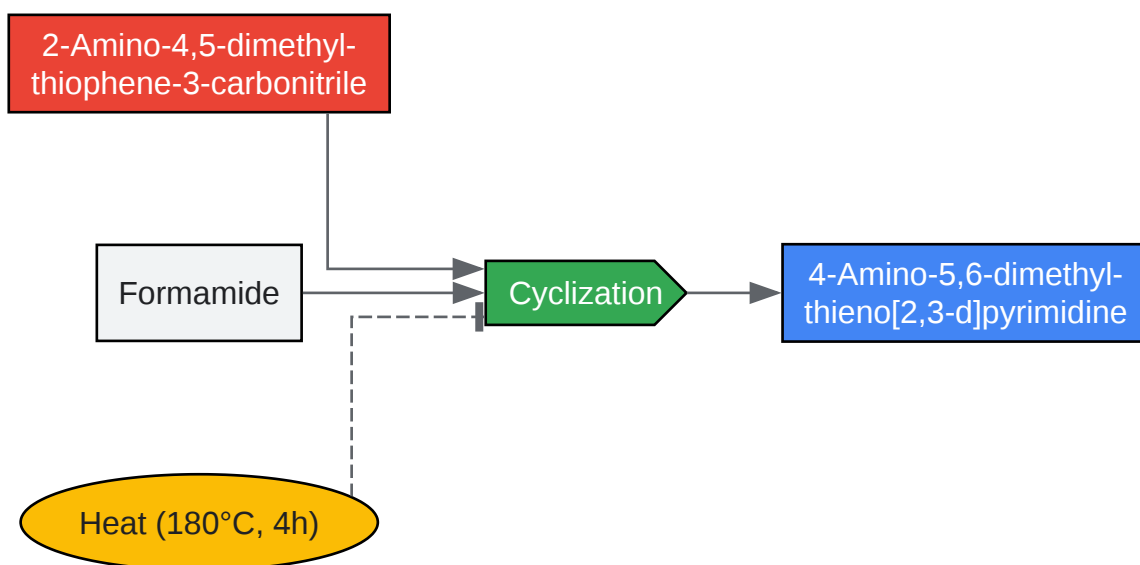 2-Amino-4,5-dimethyl-
thiophene-3-carbonitrile
Formamide
Cyclization
4-Amino-5,6-dimethyl-
thieno[2,3-d]pyrimidine
Heat (180°C, 4h)